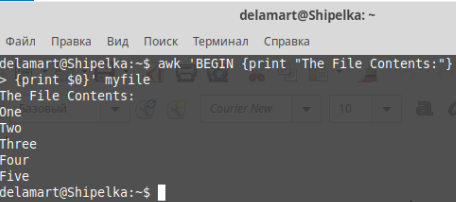 delamart@Shipelka: ~
Файл Правка Вид Поиск Терминал Справка
delamart@Shipelka:~$ awk 'BEGIN {print "The File Contents:"}
> {print $0}' myfile
The File Contents:
One
Two
Three
Four
Five
delamart@Shipelka:~$
Базовый
Courier New
10